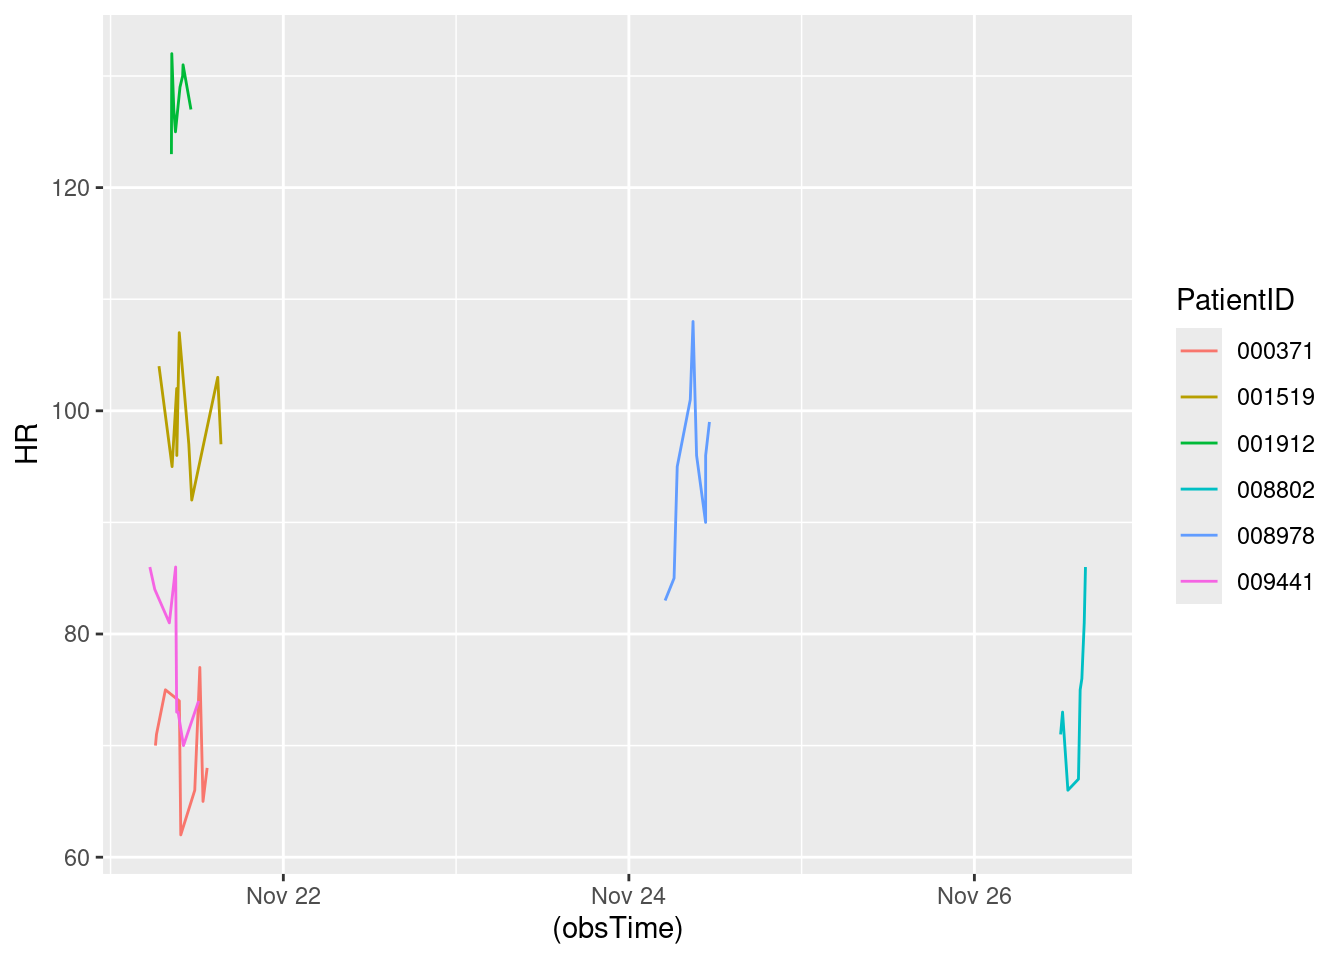 HR
120
100
80
60
Nov 22
Nov 24
Nov 26
(obsTime)
PatientID
000371
001519
001912
008802
008978
009441